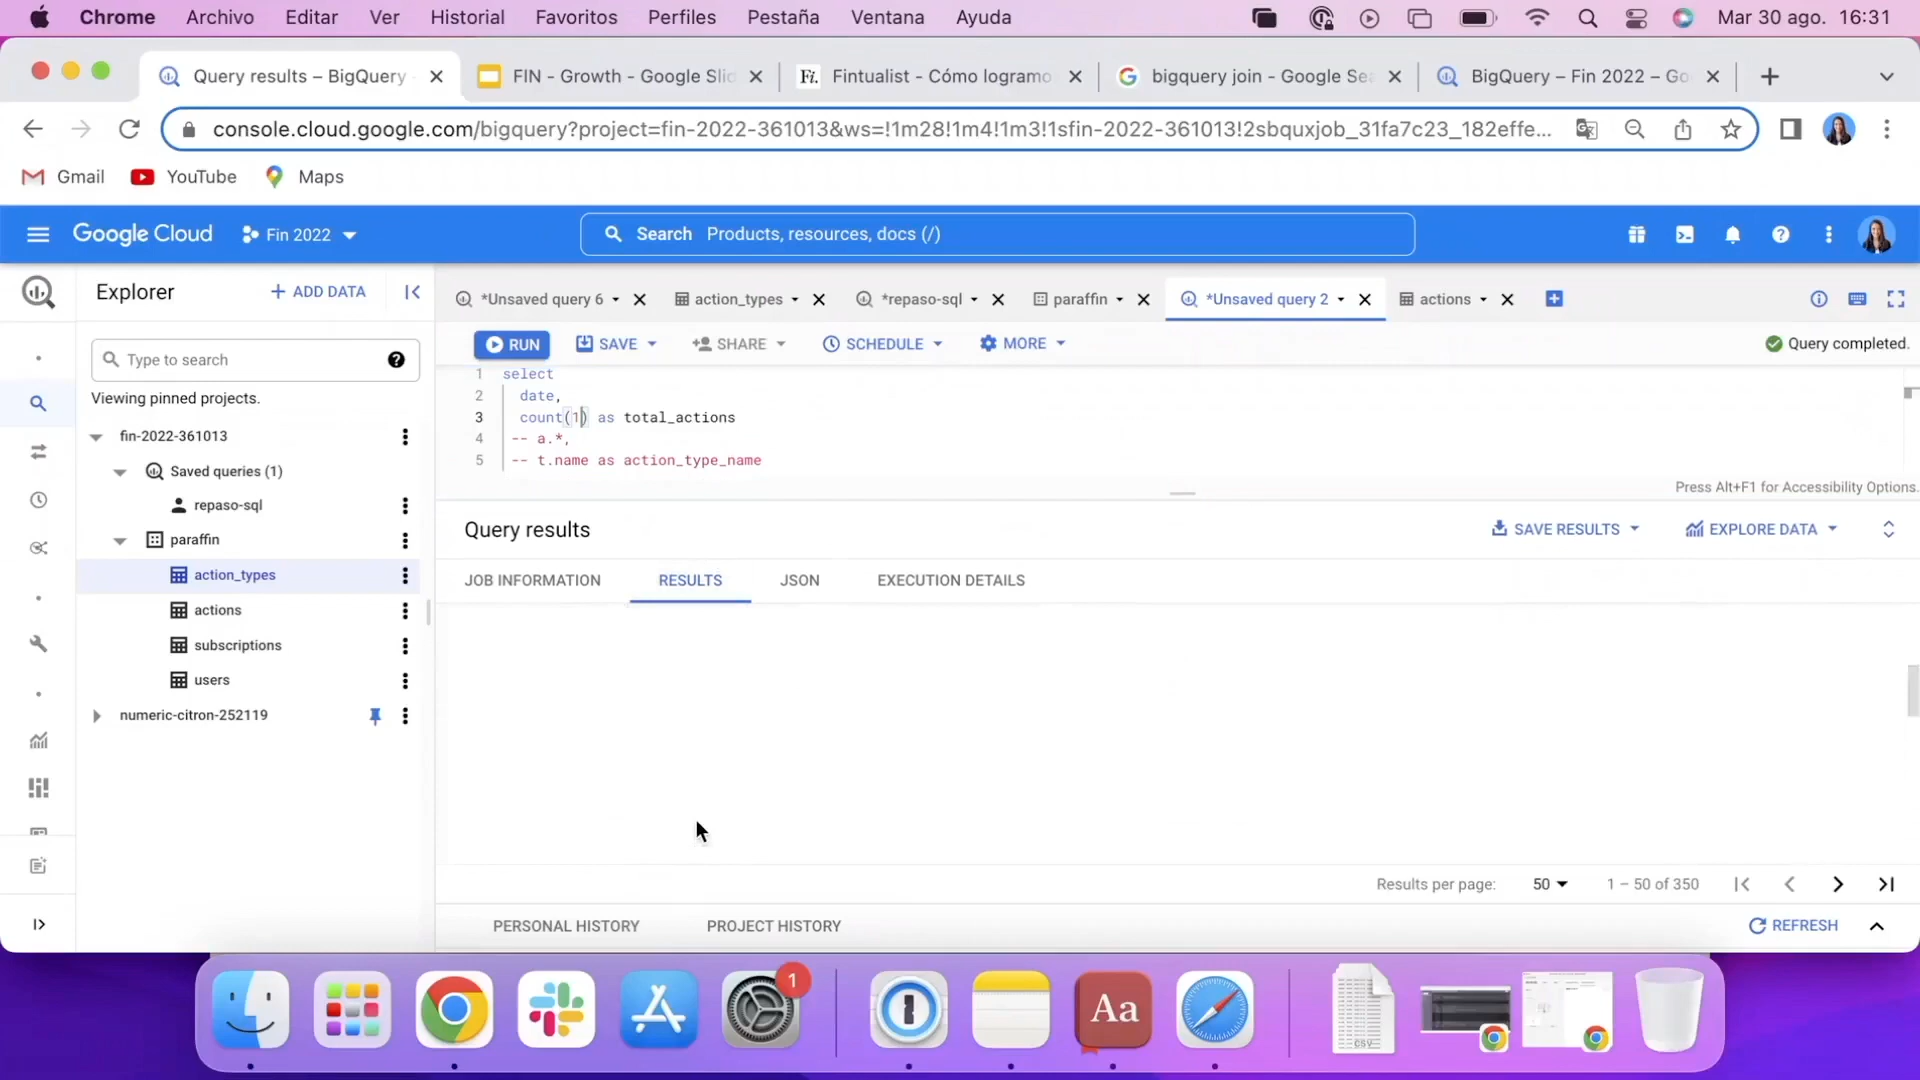 Chrome Archivo Editar Ver Historial Favoritos Perfiles Pestaña Ventana Ayuda Mar 30 ago. 16:31
Query results – BigQuery FIN - Growth - Google Slid Fintualist - Cómo logramo bigquery join - Google Sea BigQuery – Fin 2022 – Go
console.cloud.google.com/bigquery?project=fin-2022-361013&ws=!1m28!1m4!1m3!1sfin-2022-361013!2sbquxjob_31fa7c23_182effe...
Gmail YouTube Maps
Google Cloud Fin 2022 Search Products, resources, docs (/)
Explorer + ADD DATA
*Unsaved query 6 action_types *repaso-sql paraffin *Unsaved query 2 actions
RUN SAVE SHARE SCHEDULE MORE Query completed.
Type to search
Viewing pinned projects.
fin-2022-361013
Saved queries (1)
repaso-sql
paraffin
action_types
actions
subscriptions
users
numeric-citron-252119
1 select
2 date,
3 count(1) as total_actions
4 -- a.*,
5 -- t.name as action_type_name
Press Alt+F1 for Accessibility Options.
Query results SAVE RESULTS EXPLORE DATA
JOB INFORMATION RESULTS JSON EXECUTION DETAILS
Results per page: 50 1 – 50 of 350
PERSONAL HISTORY PROJECT HISTORY REFRESH
1
Aa
CSV